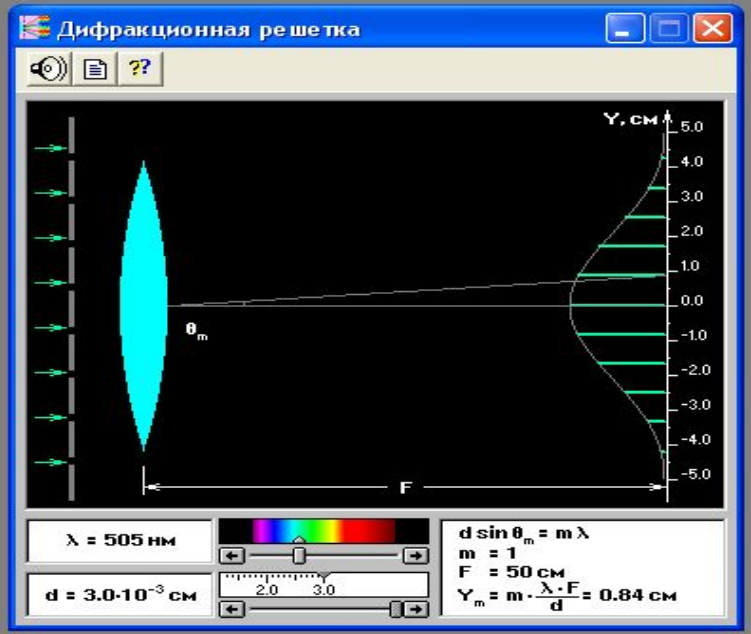 Дифракционная решетка
??
Y, см
5.0
4.0
3.0
2.0
1.0
0.0
-1.0
-2.0
-3.0
-4.0
-5.0
θm
F
λ = 505 нм
d = 3.0·10⁻³ см
2.0 3.0
d sin θm = m λ
m = 1
F = 50 см
Ym = m · λ·F/d = 0.84 см